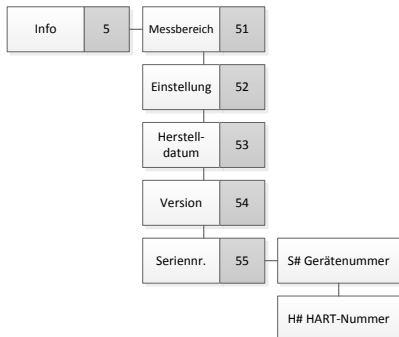 Info 5 Messbereich 51
Einstellung 52
Herstell-
datum 53
Version 54
Seriennr. 55 S# Gerätenummer
H# HART-Nummer